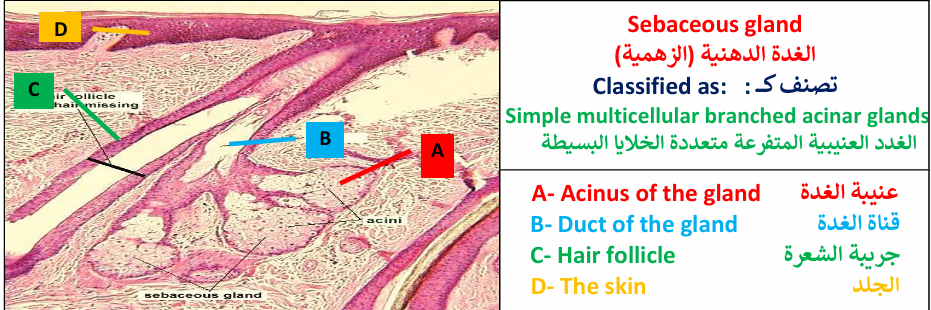 D
C
hair follicle
hair missing
B
A
acini
sebaceous gland
Sebaceous gland
الغدة الدهنية (الزهمية)
Classified as: تصنف كـ :
Simple multicellular branched acinar glands
الغدد العنيبية المتفرعة متعددة الخلايا البسيطة
A- Acinus of the gland عنيبة الغدة
B- Duct of the gland قناة الغدة
C- Hair follicle جريبة الشعرة
D- The skin الجلد